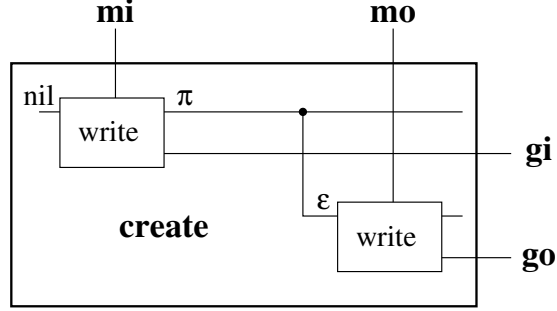 mi mo
nil π
write
gi
ε
create write
go